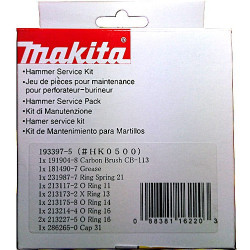 makita
•Hammer Service Kit
•Jeu de pièces pour maintenance
pour perforateur-burineur
•Hammer Service Pack
•Kit di Manutenzione
•Hamer service kit
•Kit de Mantenimiento para Martillos
193397-5 (#HK0500)
1x 191904-8 Carbon Brush CB-113
1x 181490-7 Grease
1x 231987-7 Ring Spring 21
1x 213117-2 O Ring 11
1x 213173-2 X Ring 13
1x 213175-8 O Ring 14
1x 213214-4 O Ring 16
2x 213227-5 O Ring 16
1x 286265-0 Cap 31
0 88381 16220 3